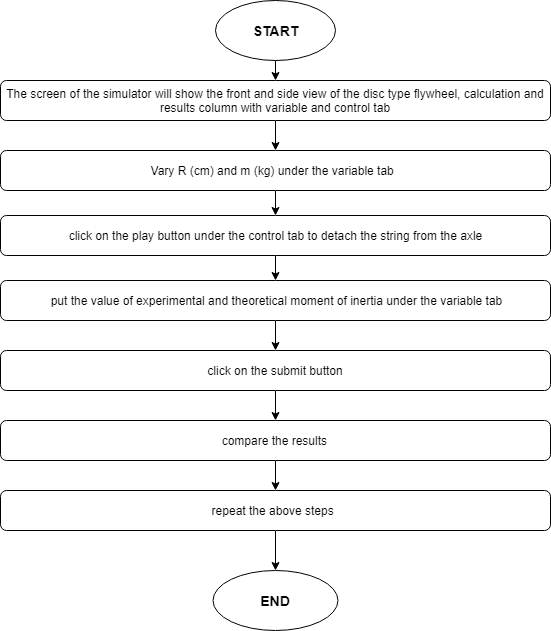 START
The screen of the simulator will show the front and side view of the disc type flywheel, calculation and
results column with variable and control tab
Vary R (cm) and m (kg) under the variable tab
click on the play button under the control tab to detach the string from the axle
put the value of experimental and theoretical moment of inertia under the variable tab
click on the submit button
compare the results
repeat the above steps
END